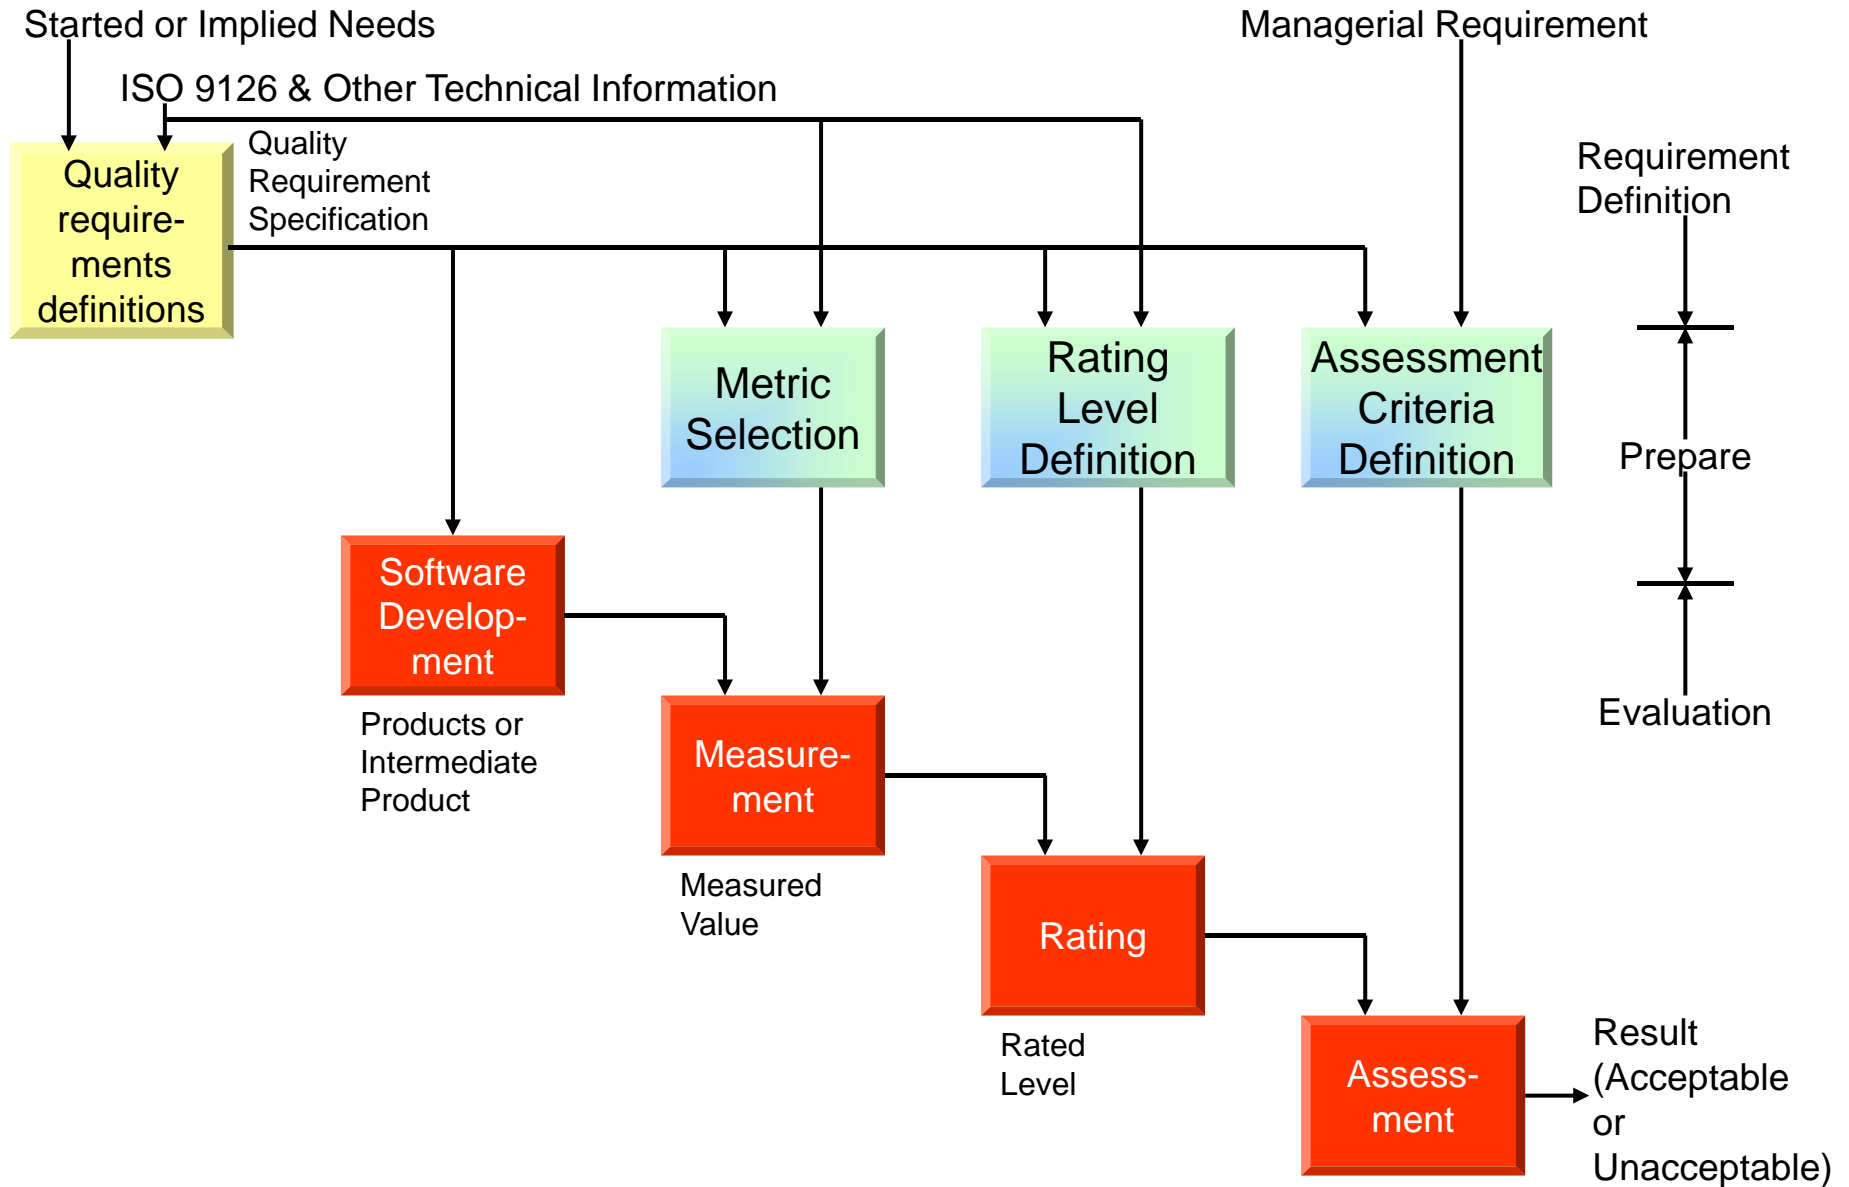 Started or Implied Needs
Managerial Requirement
ISO 9126 & Other Technical Information
Quality
require-
ments
definitions
Quality
Requirement
Specification
Requirement
Definition
Metric
Selection
Rating
Level
Definition
Assessment
Criteria
Definition
Prepare
Software
Develop-
ment
Products or
Intermediate
Product
Measure-
ment
Evaluation
Measured
Value
Rating
Rated
Level
Assess-
ment
Result
(Acceptable
or
Unacceptable)